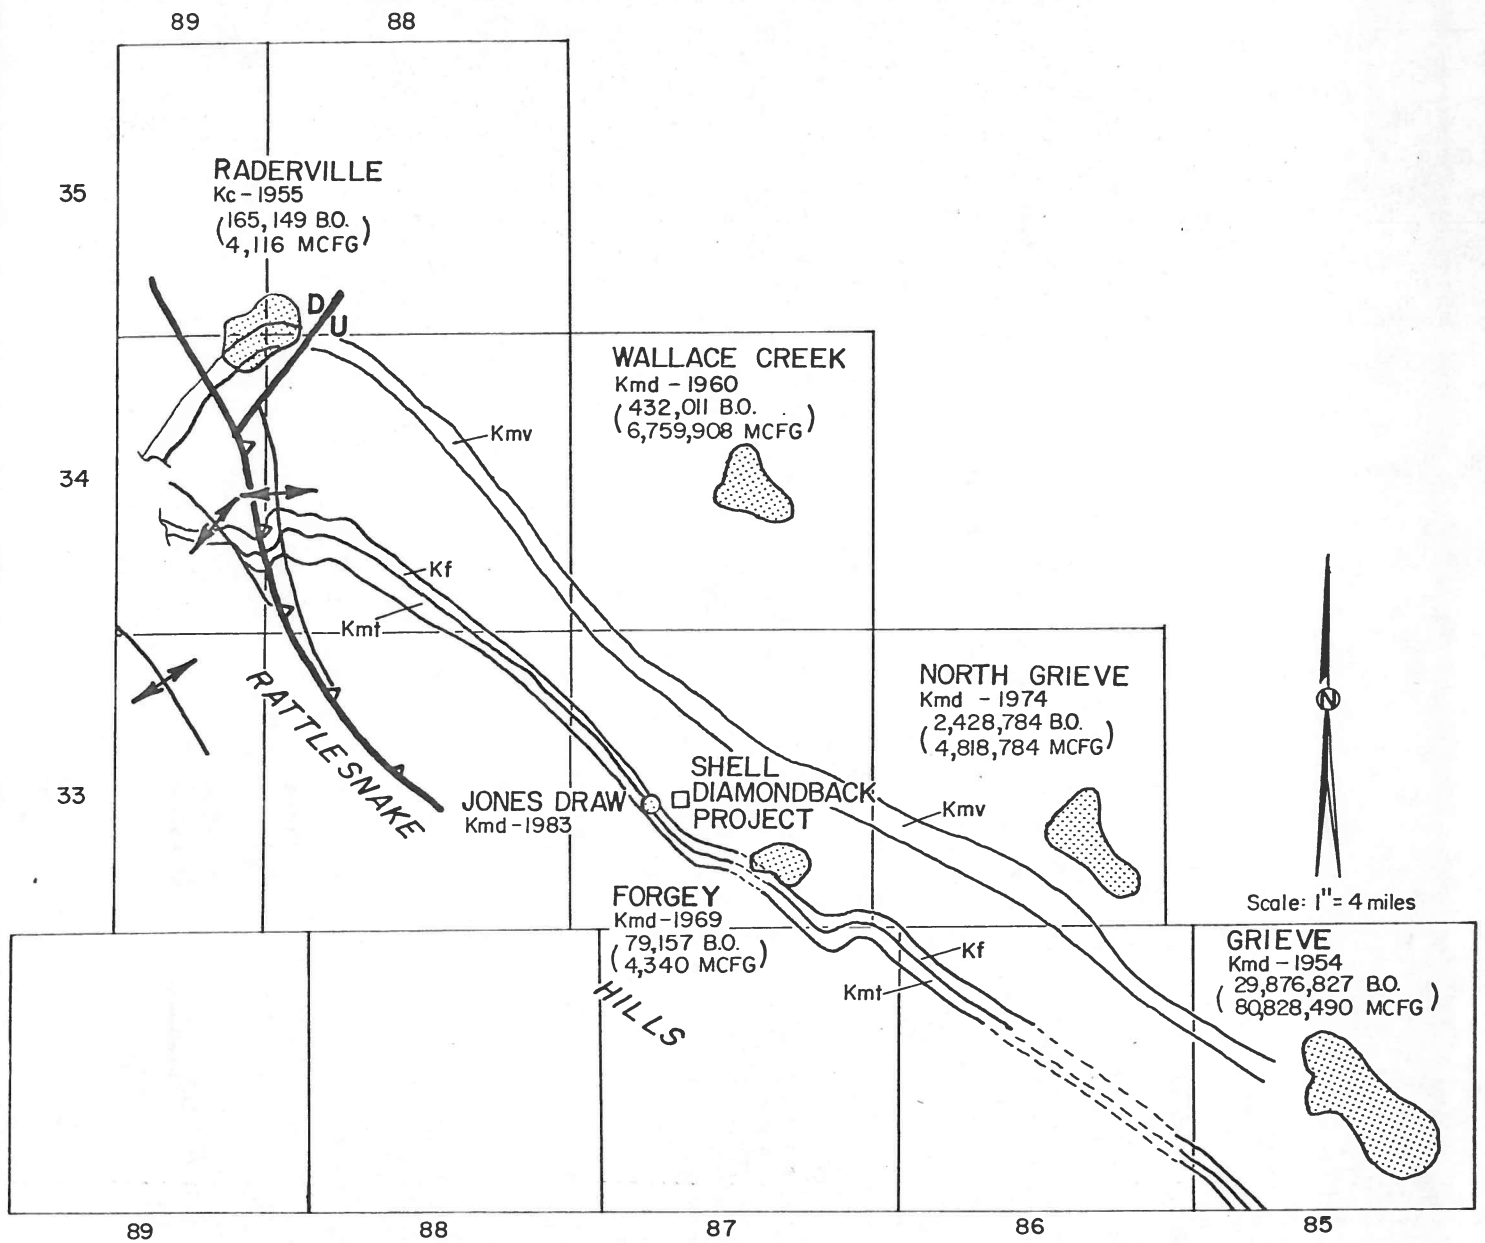 89 88
35
RADERVILLE
Kc-1955
(165,149 B.O.
4,116 MCFG)
D
U
WALLACE CREEK
Kmd - 1960
(432,011 B.O.
6,759,908 MCFG)
Kmv
34
Kf
Kmt
RATTLESNAKE
NORTH GRIEVE
Kmd - 1974
(2,428,784 B.O.
4,818,784 MCFG)
N
33
SHELL
DIAMONDBACK
PROJECT
JONES DRAW
Kmd-1983
Kmv
FORGEY
Kmd-1969
(79,157 B.O.
4,340 MCFG)
HILLS
Kf
Kmt
Scale: 1"= 4 miles
GRIEVE
Kmd-1954
(29,876,827 B.O.
80,828,490 MCFG)
89 88 87 86 85